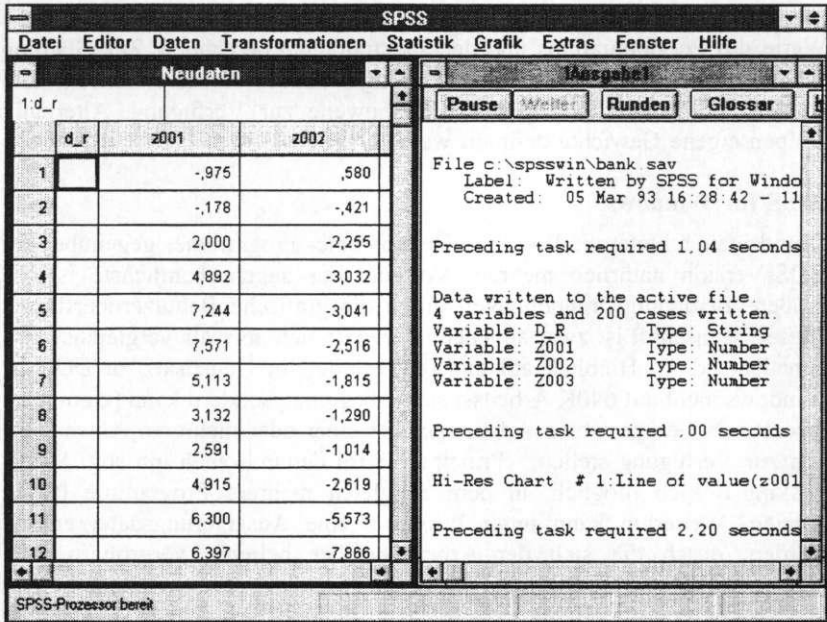 SPSS
Datei Editor Daten Transformationen Statistik Grafik Extras Fenster Hilfe
Neudaten
1:d_r
d_r z001 z002
1 -,975 ,580
2 -,178 -,421
3 2,000 -2,255
4 4,892 -3,032
5 7,244 -3,041
6 7,571 -2,516
7 5,113 -1,815
8 3,132 -1,290
9 2,591 -1,014
10 4,915 -2,619
11 6,300 -5,573
12 6,397 -7,866
!Ausgabe1
Pause Weiter Runden! Glossar
File c:\spsswin\bank.sav
Label: Written by SPSS for Windo
Created: 05 Mar 93 16:28:42 - 11
Preceding task required 1,04 seconds
Data written to the active file.
4 variables and 200 cases written.
Variable: D_R Type: String
Variable: Z001 Type: Number
Variable: Z002 Type: Number
Variable: Z003 Type: Number
Preceding task required ,00 seconds
Hi-Res Chart # 1:Line of value(z001
Preceding task required 2,20 seconds
SPSS-Prozessor bereit